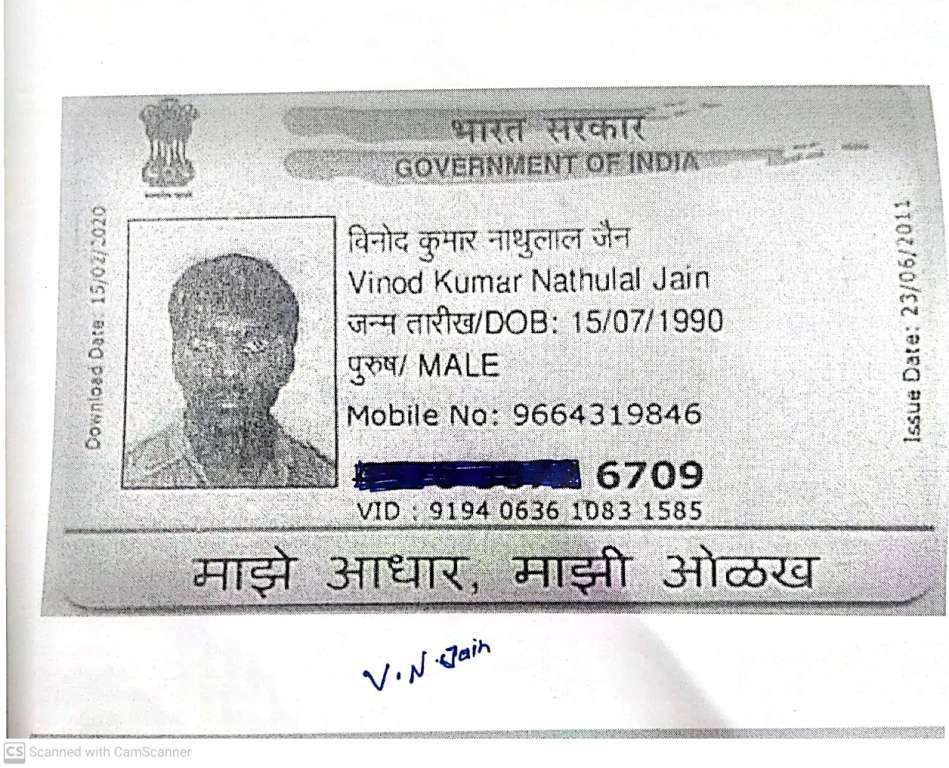 भारत सरकार
GOVERNMENT OF INDIA
Download Date: 15/02/2020
Issue Date: 23/06/2011
विनोद कुमार नाथुलाल जैन
Vinod Kumar Nathulal Jain
जन्म तारीख/DOB: 15/07/1990
पुरुष/ MALE
Mobile No: 9664319846
6709
VID : 9194 0636 1083 1585
माझे आधार, माझी ओळख
V.N.Jain
CS Scanned with CamScanner